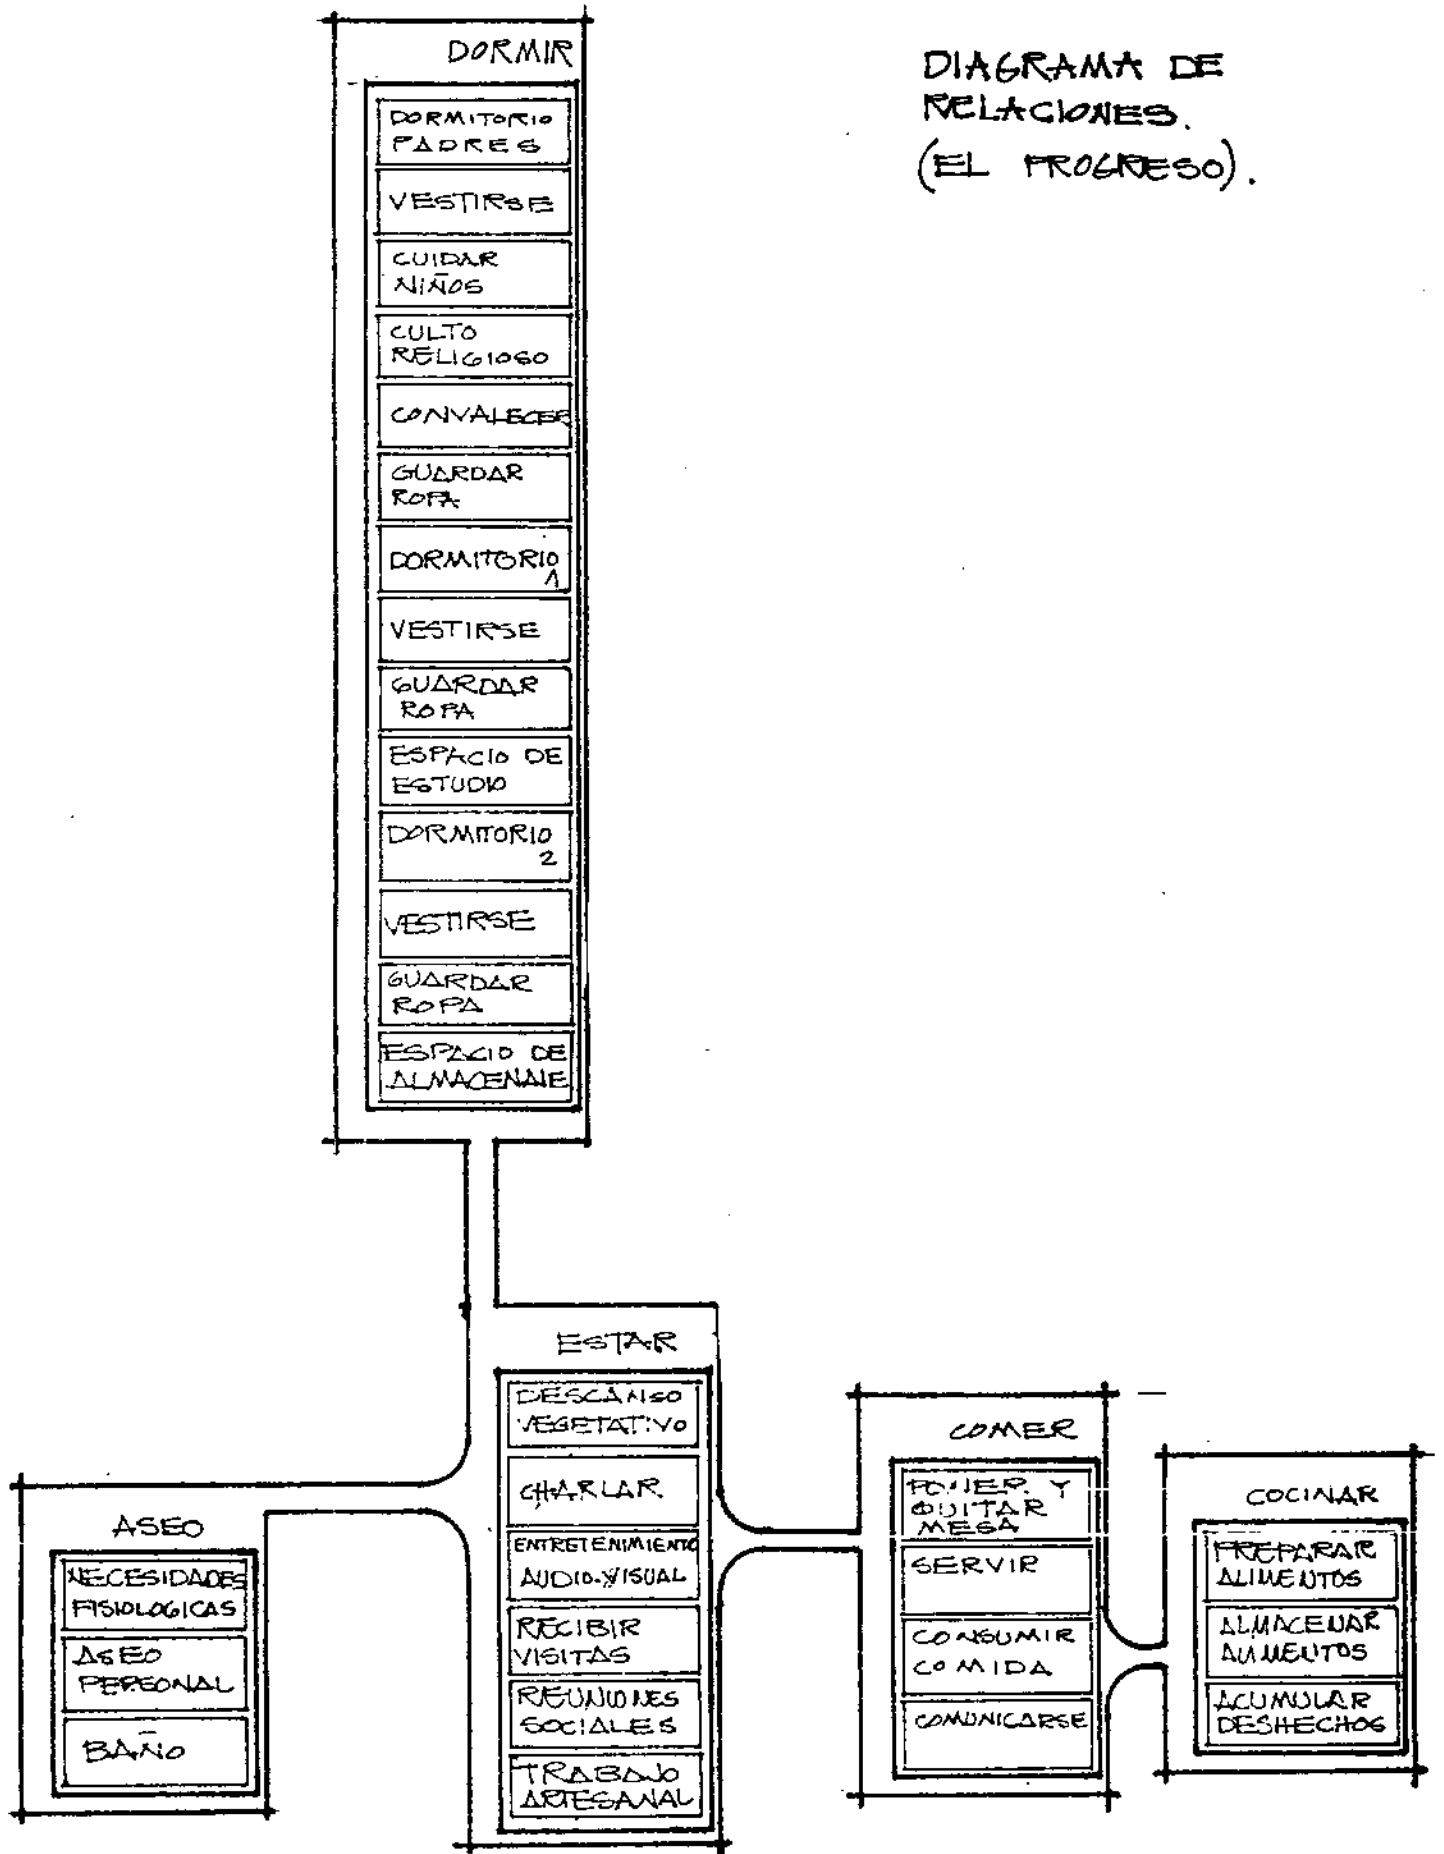 DIAGRAMA DE
RELACIONES.
(EL PROGRESO).
DORMIR
DORMITORIO
PADRES
VESTIRSE
CUIDAR
NIÑOS
CULTO
RELIGIOSO
CONVALECER
GUARDAR
ROPA
DORMITORIO
1
VESTIRSE
GUARDAR
ROPA
ESPACIO DE
ESTUDIO
DORMITORIO
2
VESTIRSE
GUARDAR
ROPA
ESPACIO DE
ALMACENAJE
ESTAR
DESCANSO
VEGETATIVO
CHARLAR
ENTRETENIMIENTO
AUDIO-VISUAL
RECIBIR
VISITAS
REUNIONES
SOCIALES
TRABAJO
ARTESANAL
ASEO
NECESIDADES
FISIOLOGICAS
ASEO
PERSONAL
BAÑO
COMER
PONER Y
QUITAR
MESA
SERVIR
CONSUMIR
COMIDA
COMUNICARSE
COCINAR
PREPARAR
ALIMENTOS
ALMACENAR
ALIMENTOS
ACUMULAR
DESHECHOS